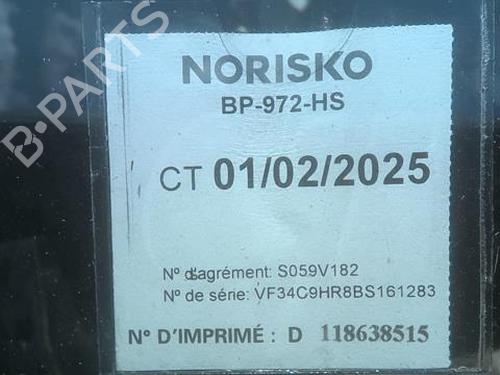 NORISKO
BP-972-HS
CT 01/02/2025
N° d'agrément: S059V182
N° de série: VF34C9HR8BS161283
N° D'IMPRIMÉ : D 118638515
B-PARTS